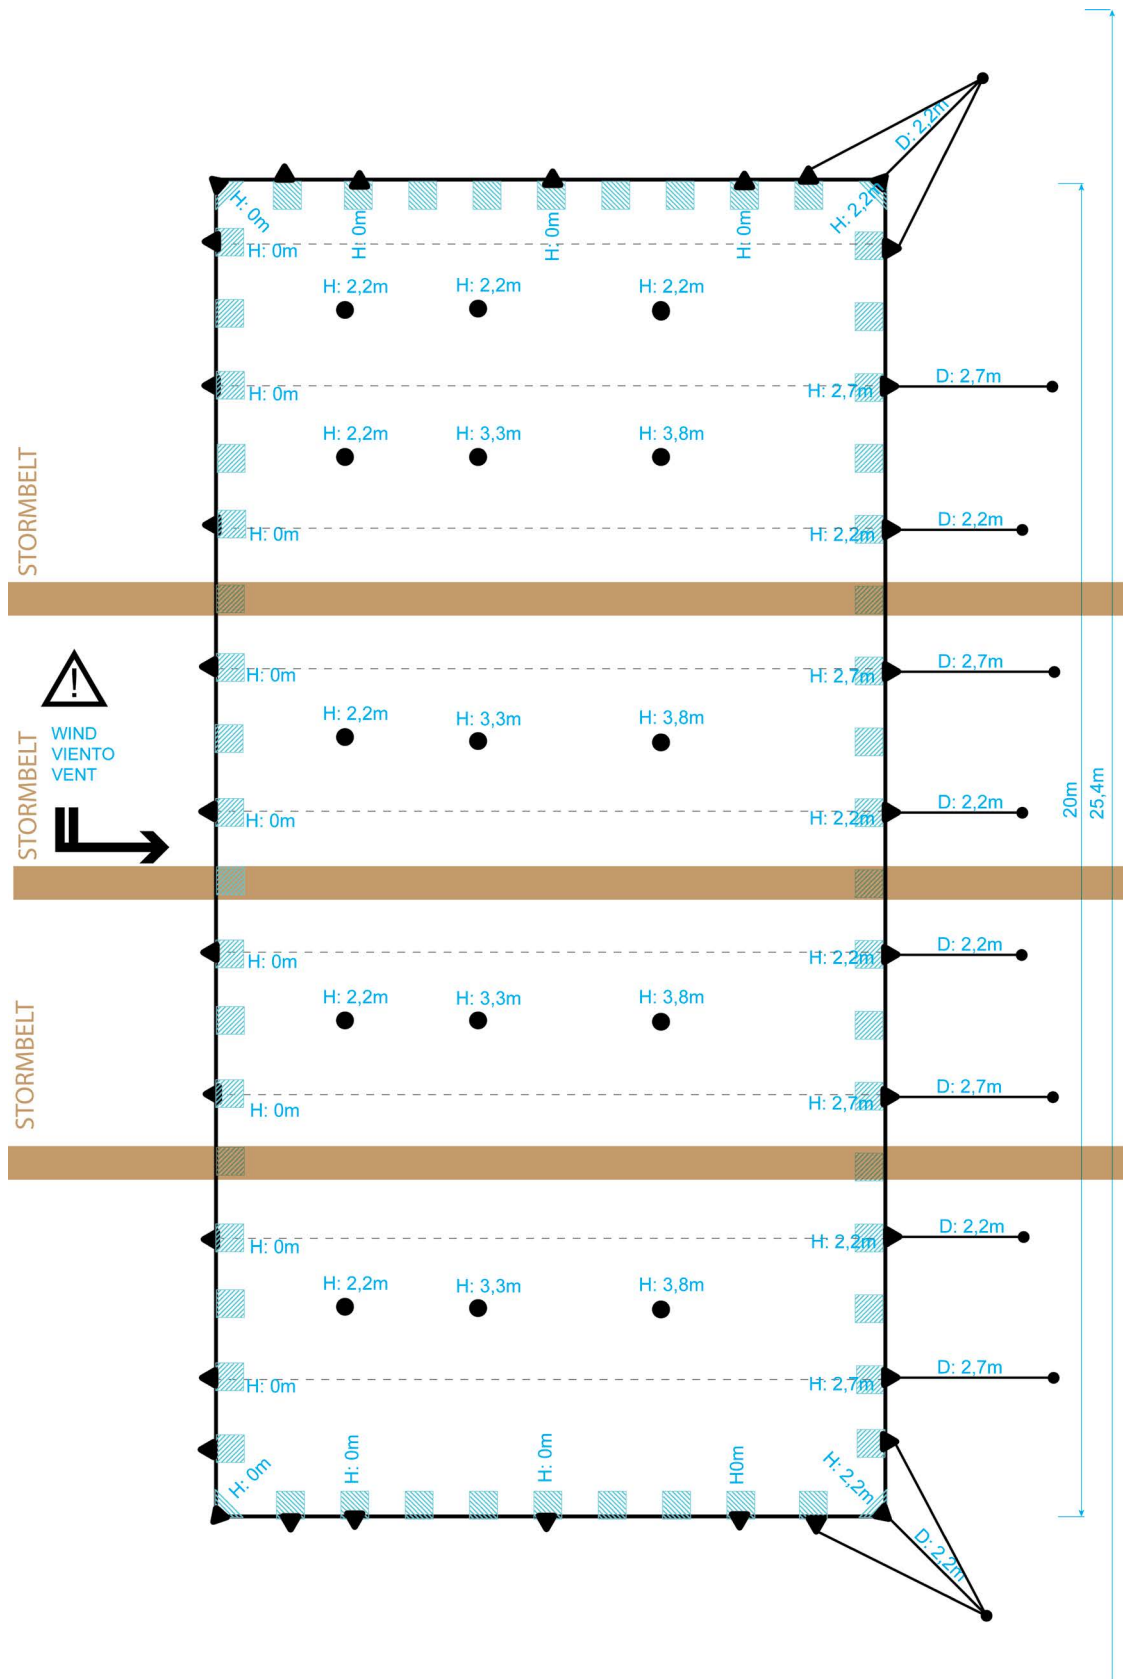 D: 2,2m
H: 0m
H: 0m
H: 0m
H: 0m
H: 2,2m
H: 0m
H: 2,2m
H: 2,2m
H: 2,2m
H: 0m
H: 2,7m
D: 2,7m
H: 2,2m
H: 3,3m
H: 3,8m
STORMBELT
H: 0m
H: 2,2m
D: 2,2m
H: 0m
H: 2,7m
D: 2,7m
!
WIND
VIENTO
VENT
STORMBELT
H: 2,2m
H: 3,3m
H: 3,8m
H: 0m
H: 2,2m
D: 2,2m
20m
25,4m
H: 0m
H: 2,2m
D: 2,2m
H: 2,2m
H: 3,3m
H: 3,8m
STORMBELT
H: 0m
H: 2,7m
D: 2,7m
H: 0m
H: 2,2m
D: 2,2m
H: 2,2m
H: 3,3m
H: 3,8m
H: 0m
H: 2,7m
D: 2,7m
H: 0m
H: 0m
H: 0m
H0m
H: 2,2m
D: 2,2m